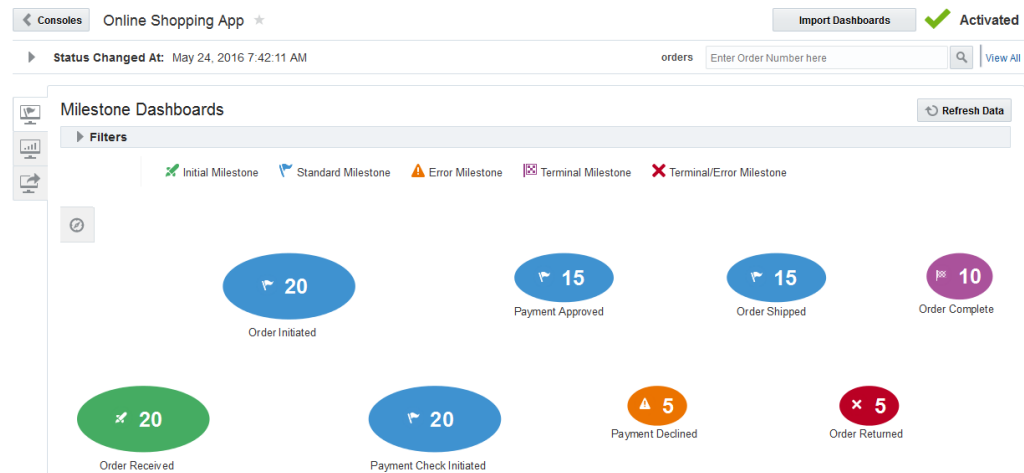 Consoles Online Shopping App Import Dashboards Activated
Status Changed At: May 24, 2016 7:42:11 AM orders Enter Order Number here View All
Milestone Dashboards Refresh Data
Filters
Initial Milestone Standard Milestone Error Milestone Terminal Milestone Terminal/Error Milestone
20 15 15 10
Order Initiated Payment Approved Order Shipped Order Complete
20 20 5 5
Order Received Payment Check Initiated Payment Declined Order Returned